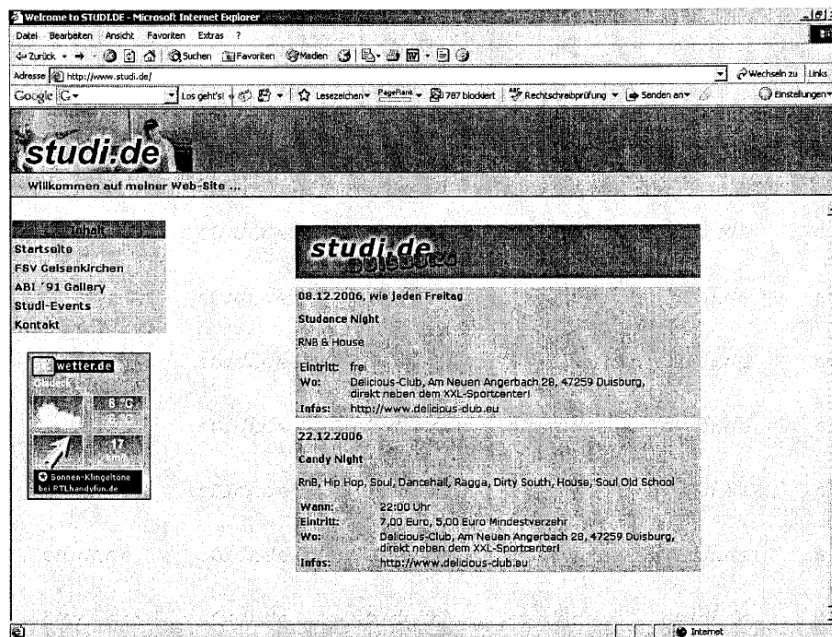 Welcome to STUDI.DE - Microsoft Internet Explorer
Datei Bearbeiten Ansicht Favoriten Extras ?
Zurück Suchen Favoriten Medien
Adresse http://www.studi.de/ Wechseln zu Links
Google G Los geht's! Lesezeichen PageRank 787 blockiert Rechtschreibprüfung Senden an Einstellungen
studi.de
Willkommen auf meiner Web-Site ...
Inhalt
Startseite
FSV Gelsenkirchen
ABI '91 Gallery
Studi-Events
Kontakt
wetter.de
Gladbeck
8 °C
17
km/h
Sonnen-Klingeltöne
bei RTLhandyfun.de
studi.de
08.12.2006, wie jeden Freitag
Studance Night
RNB & House
Eintritt: frei
Wo: Delicious-Club, Am Neuen Angerbach 28, 47259 Duisburg,
direkt neben dem XXL-Sportcenter!
Infos: http://www.delicious-club.eu
22.12.2006
Candy Night
RnB, Hip Hop, Soul, Dancehall, Ragga, Dirty South, House, Soul Old School
Wann: 22:00 Uhr
Eintritt: 7,00 Euro, 5,00 Euro Mindestverzehr
Wo: Delicious-Club, Am Neuen Angerbach 28, 47259 Duisburg,
direkt neben dem XXL-Sportcenter!
Infos: http://www.delicious-club.eu
Internet